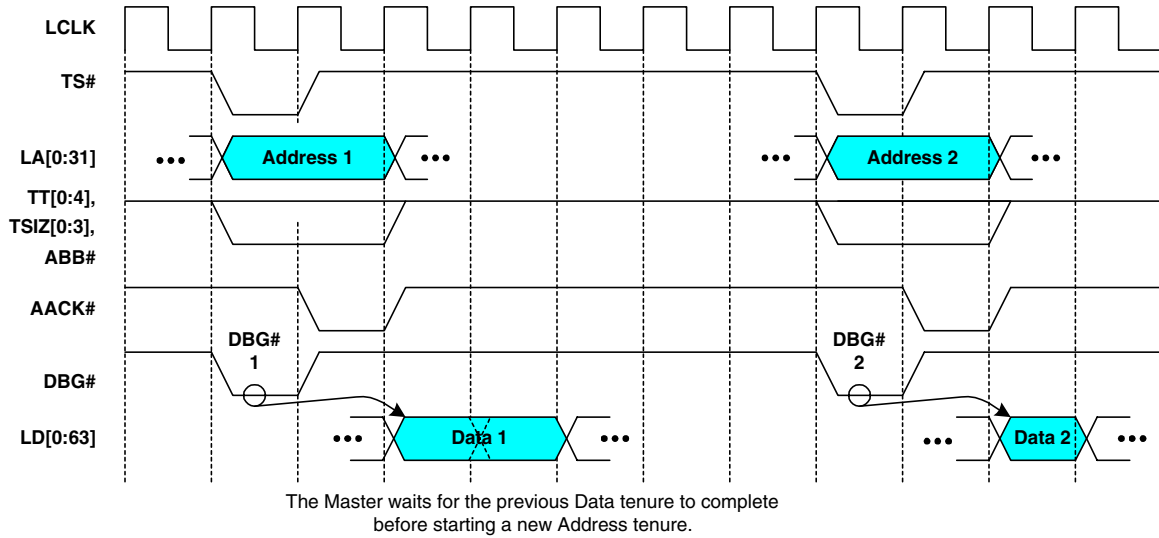 LCLK
TS#
LA[0:31]
••• Address 1 •••
••• Address 2 •••
TT[0:4],
TSIZ[0:3],
ABB#
AACK#
DBG#
1
DBG#
2
DBG#
LD[0:63]
••• Data 1 •••
••• Data 2 •••
The Master waits for the previous Data tenure to complete
before starting a new Address tenure.